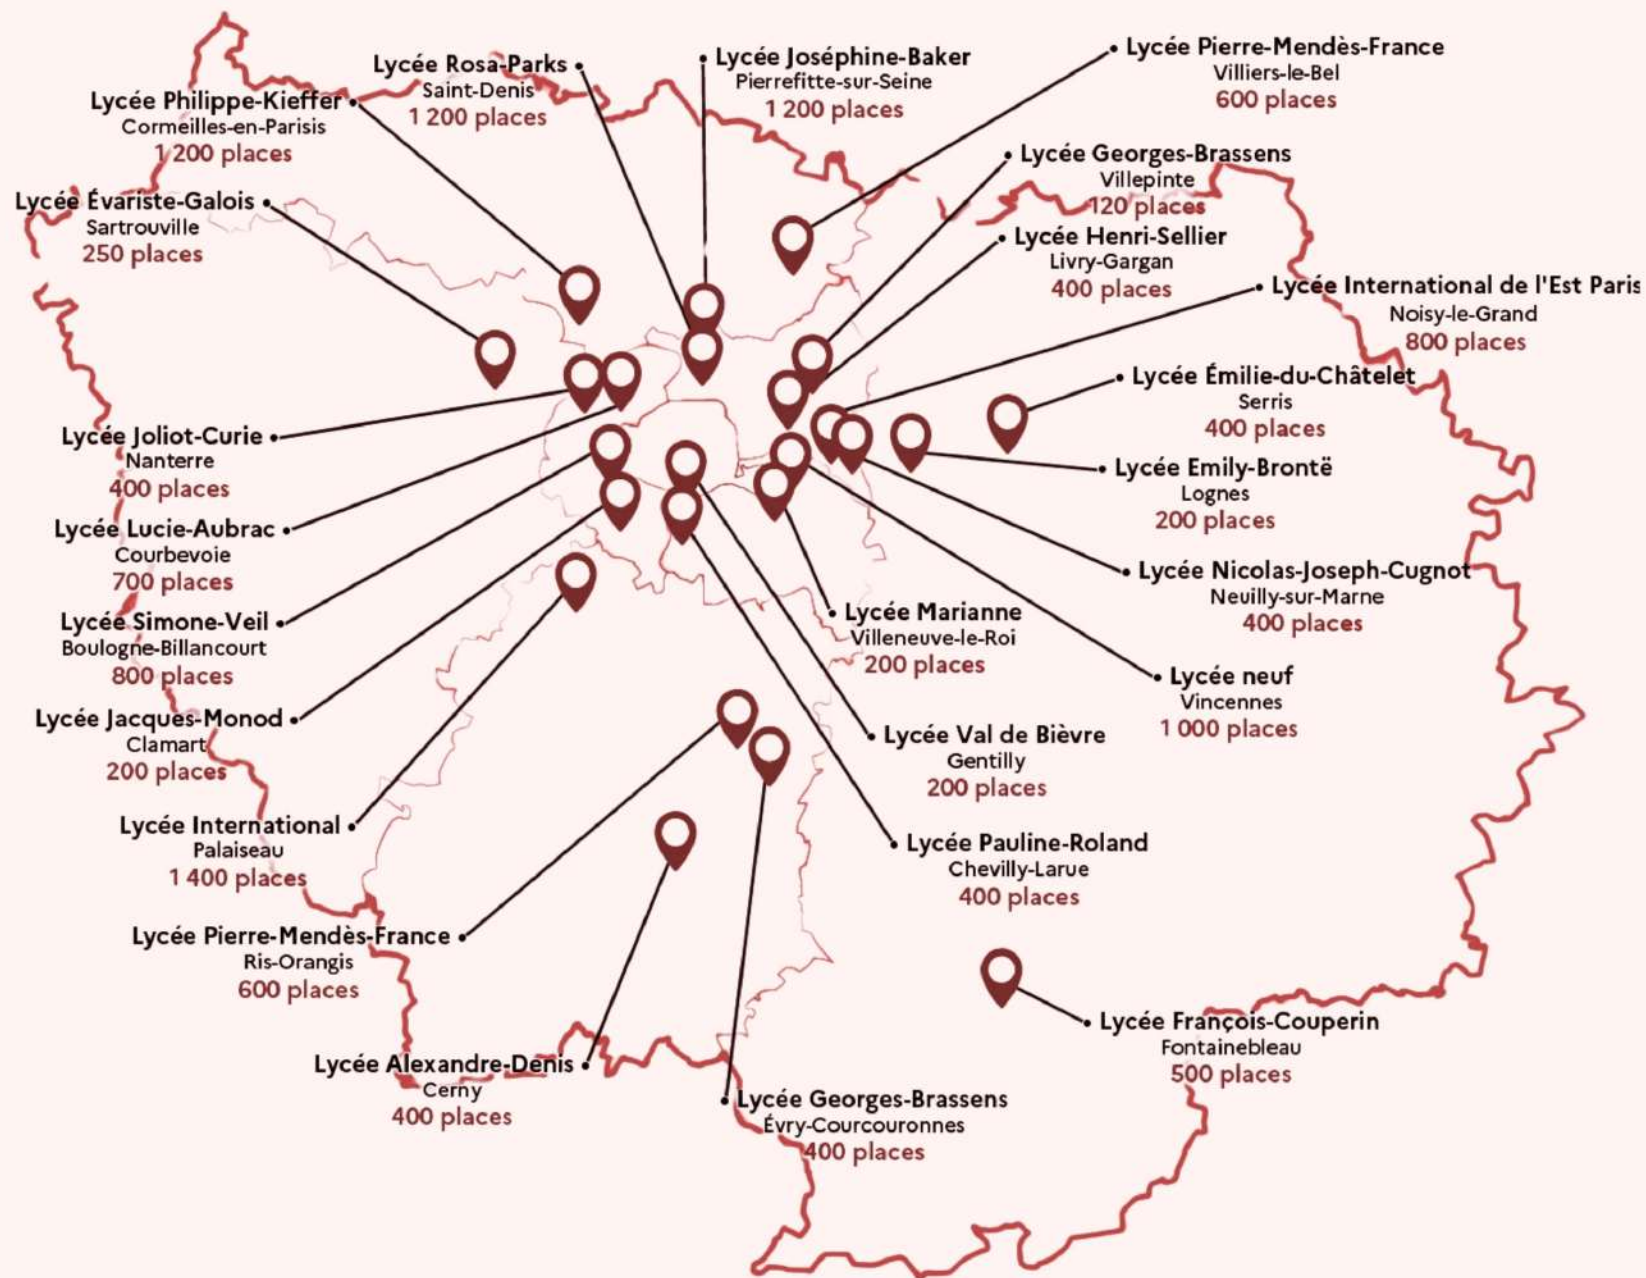 Lycée Rosa-Parks
Saint-Denis
1 200 places
Lycée Joséphine-Baker
Pierrefitte-sur-Seine
1 200 places
Lycée Pierre-Mendès-France
Villiers-le-Bel
600 places
Lycée Philippe-Kieffer
Cormeilles-en-Parisis
1 200 places
Lycée Georges-Brassens
Villepinte
120 places
Lycée Évariste-Galois
Sartrouville
250 places
Lycée Henri-Sellier
Livry-Gargan
400 places
Lycée International de l'Est Paris
Noisy-le-Grand
800 places
Lycée Émilie-du-Châtelet
Serris
400 places
Lycée Joliot-Curie
Nanterre
400 places
Lycée Emily-Brontë
Lognes
200 places
Lycée Lucie-Aubrac
Courbevoie
700 places
Lycée Nicolas-Joseph-Cugnot
Neuilly-sur-Marne
400 places
Lycée Simone-Veil
Boulogne-Billancourt
800 places
Lycée Marianne
Villeneuve-le-Roi
200 places
Lycée neuf
Vincennes
1 000 places
Lycée Jacques-Monod
Clamart
200 places
Lycée Val de Bièvre
Gentilly
200 places
Lycée International
Palaiseau
1 400 places
Lycée Pauline-Roland
Chevilly-Larue
400 places
Lycée Pierre-Mendès-France
Ris-Orangis
600 places
Lycée François-Couperin
Fontainebleau
500 places
Lycée Alexandre-Denis
Cerny
400 places
Lycée Georges-Brassens
Évry-Courcouronnes
400 places